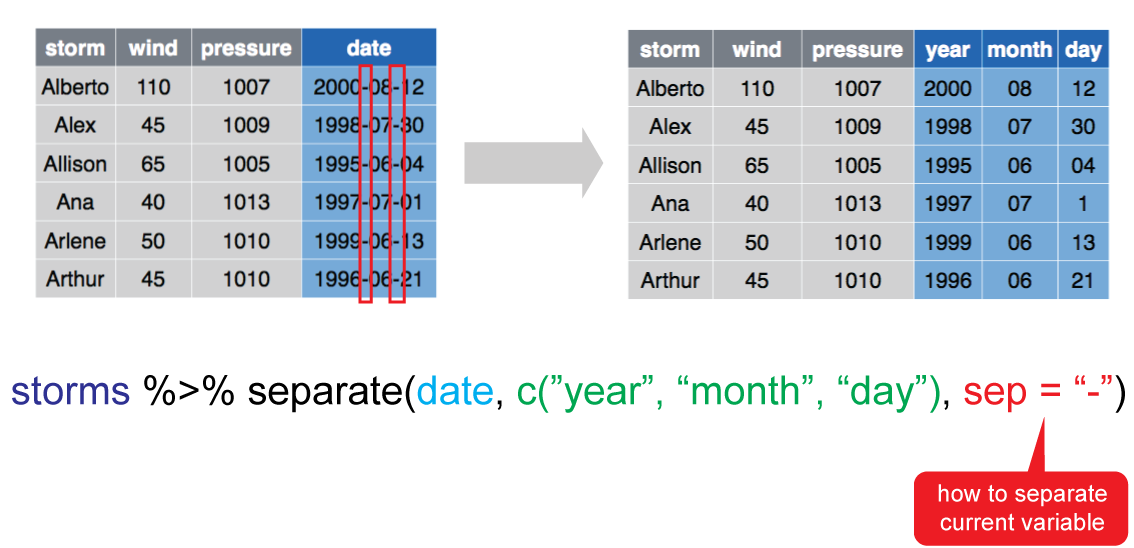 storm wind pressure date
Alberto 110 1007 2000-08-12
Alex 45 1009 1998-07-30
Allison 65 1005 1995-06-04
Ana 40 1013 1997-07-01
Arlene 50 1010 1999-06-13
Arthur 45 1010 1996-06-21
storm wind pressure year month day
Alberto 110 1007 2000 08 12
Alex 45 1009 1998 07 30
Allison 65 1005 1995 06 04
Ana 40 1013 1997 07 1
Arlene 50 1010 1999 06 13
Arthur 45 1010 1996 06 21
storms %>% separate(date, c(”year”, “month”, “day”), sep = “-”)
how to separate
current variable